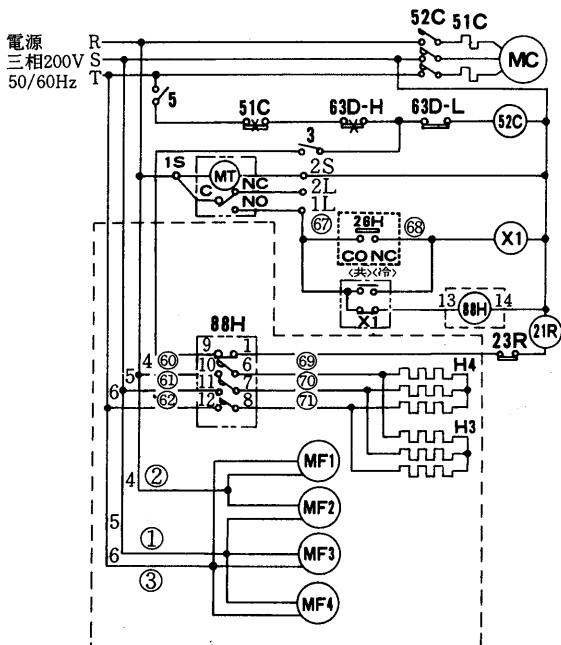 52C 51C
電源 R
三相200V S
50/60Hz T
MC
5
51C 63D-H 63D-L
52C
3
1S 2S
MT
NC 2L
C
NO 1L
67 26H 68
CO NC
X1
〈共〉〈冷〉
X1
13 88H 14
21R
88H
23R
4 60 9 1 69
5 61 10 6 70 H4
6 62 11 7 71
12 8
H3
MF1
②
MF2
5
① MF3
6
③
MF4